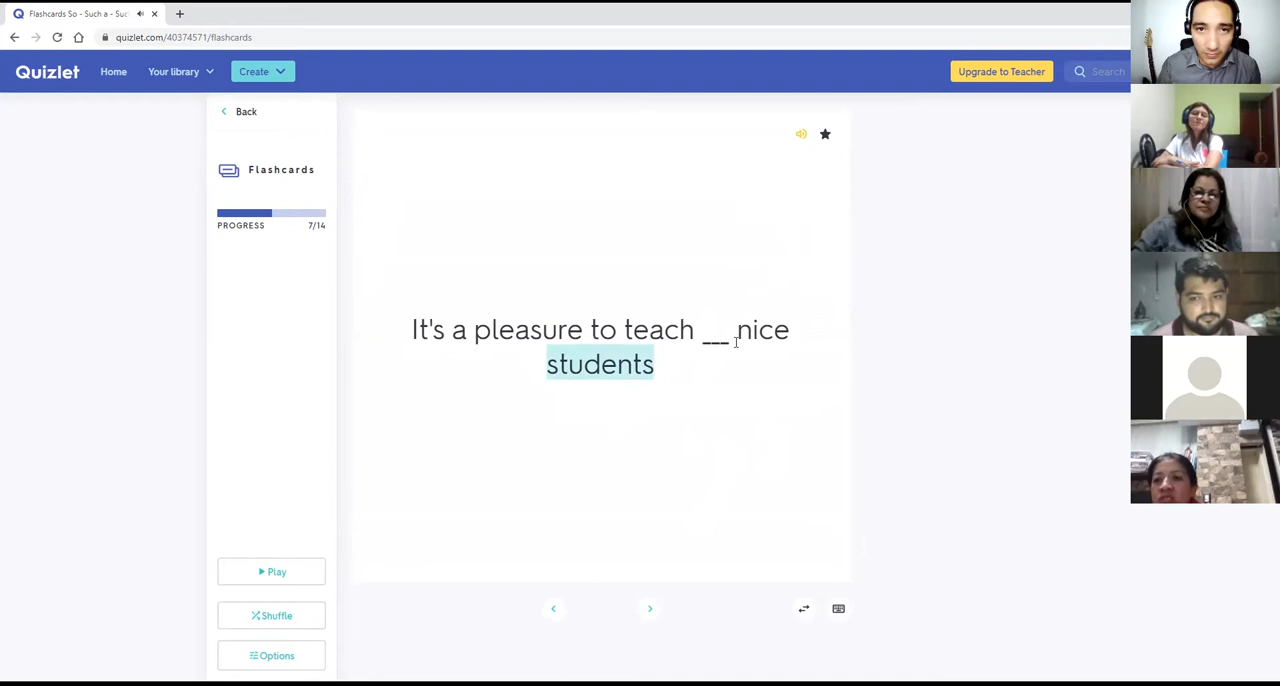 Flashcards So - Such a - Suc
quizlet.com/40374571/flashcards
Quizlet
Home
Your library
Create
Upgrade to Teacher
Search
Back
Flashcards
PROGRESS
7/14
It's a pleasure to teach ___ nice
students
Play
Shuffle
Options